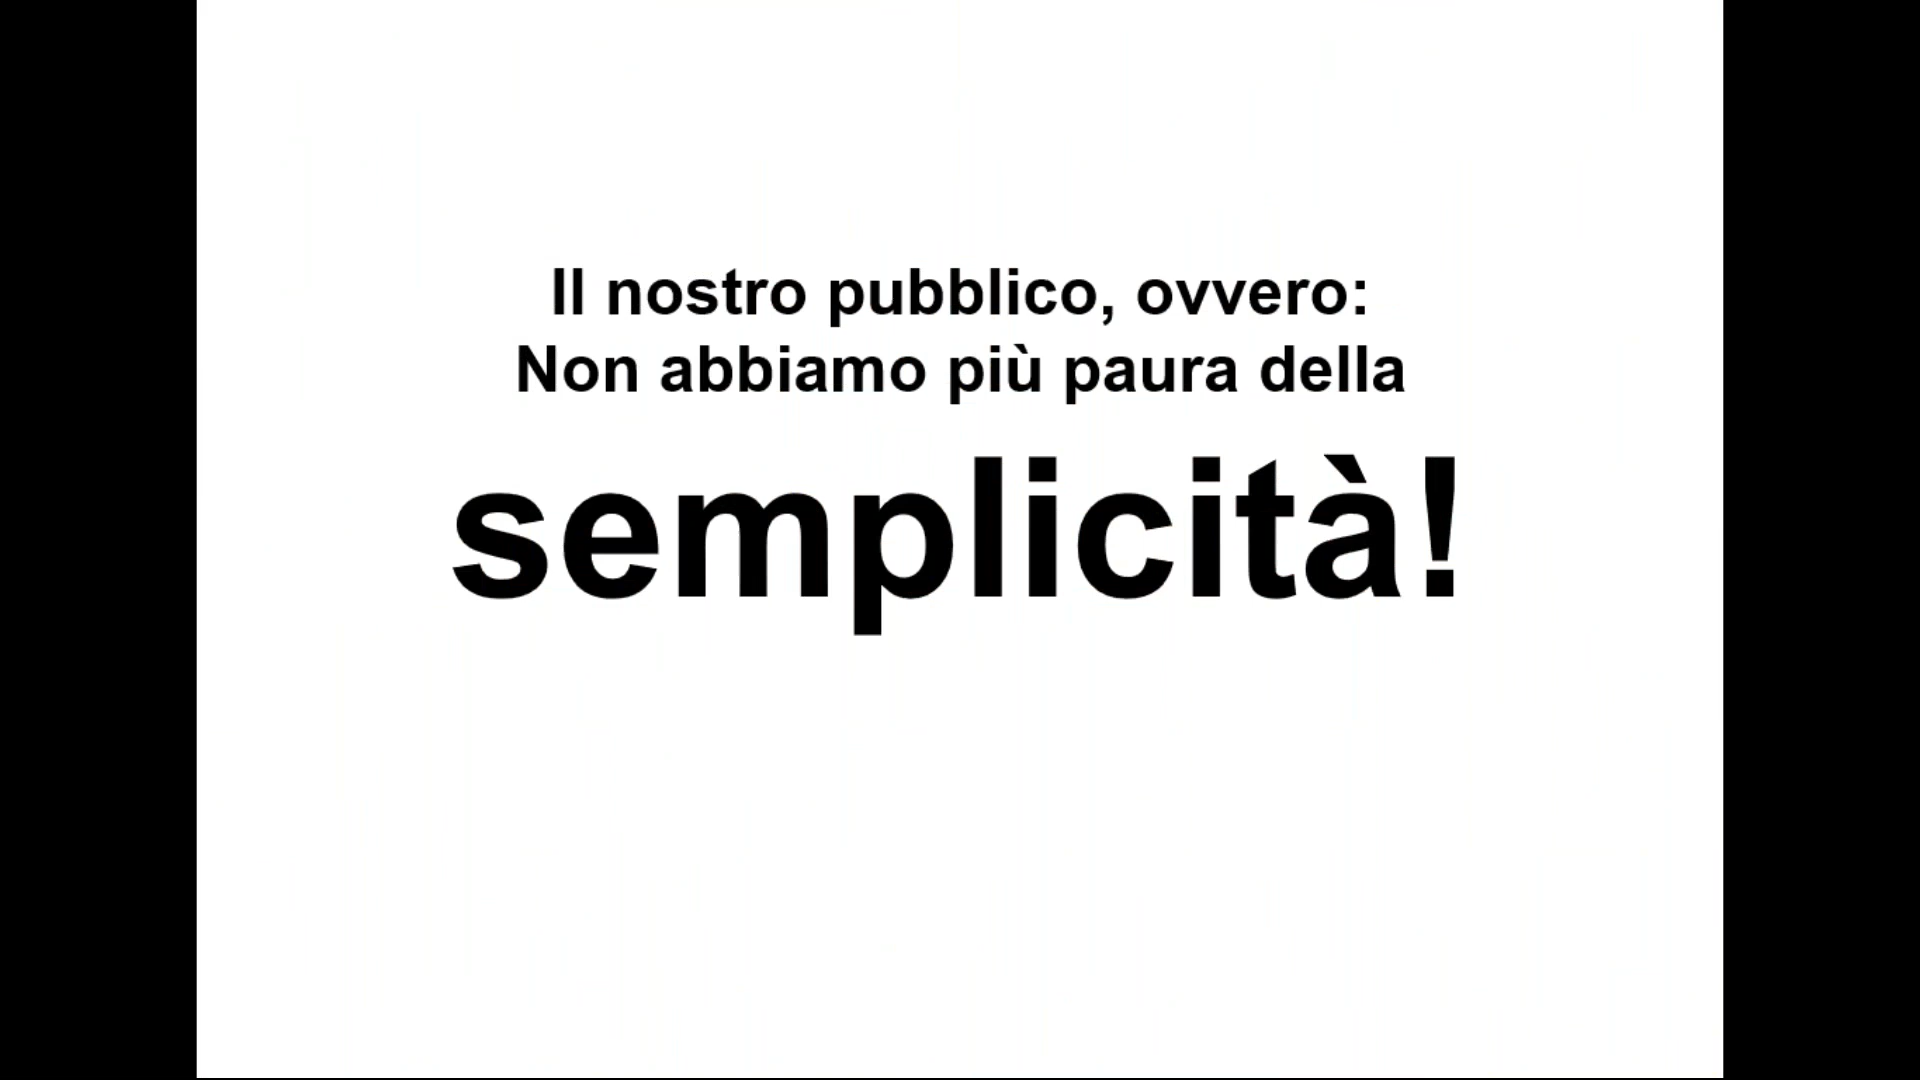 Il nostro pubblico, ovvero:
Non abbiamo più paura della
semplicità!